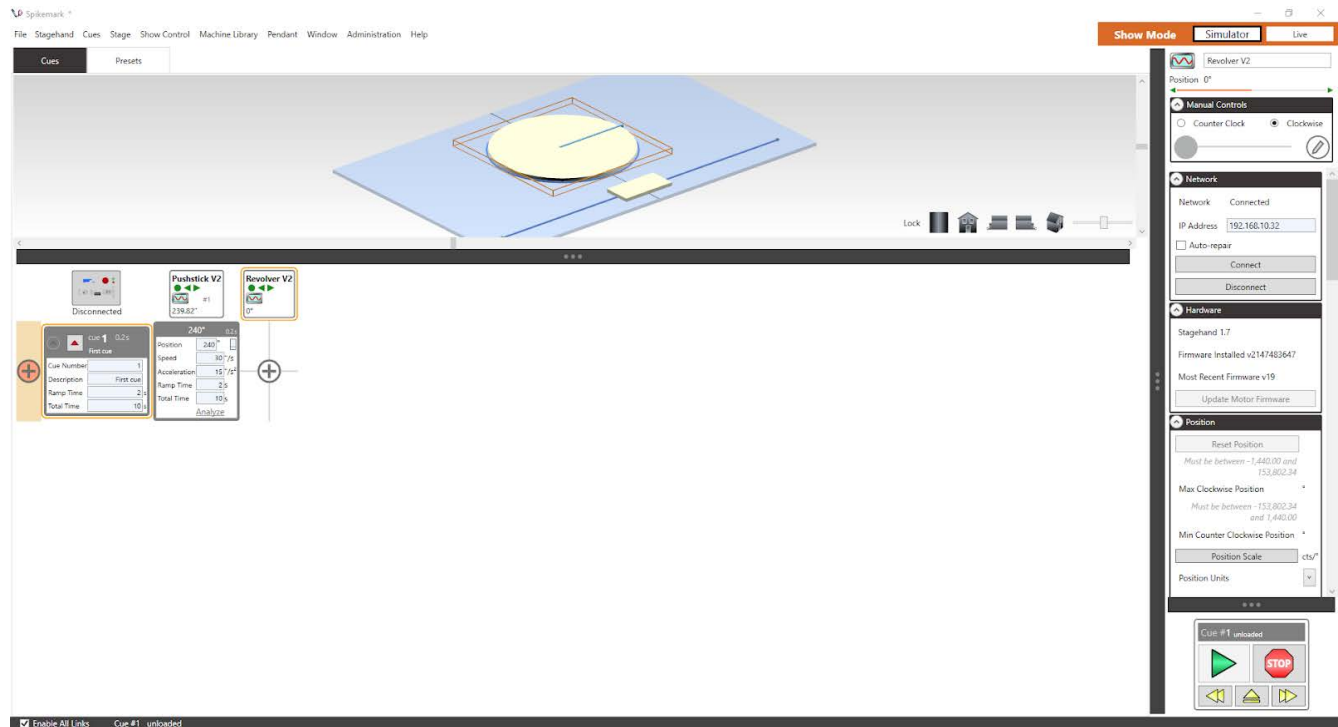 Spikemark *
File Stagehand Cues Stage Show Control Machine Library Pendant Window Administration Help
Show Mode Simulator Live
Cues Presets
Lock
Disconnected
Pushstick V2
#1
239.82"
Revolver V2
0°
cue 1 0.2s
First cue
Cue Number 1
Description First cue
Ramp Time 2 s
Total Time 10 s
240" 0.2s
Position 240 "
Speed 30 "/s
Acceleration 15 "/s²
Ramp Time 2 s
Total Time 10 s
Analyze
Revolver V2
Position 0°
Manual Controls
Counter Clock Clockwise
Network
Network Connected
IP Address 192.168.10.32
Auto-repair
Connect
Disconnect
Hardware
Stagehand 1.7
Firmware Installed v2147483647
Most Recent Firmware v19
Update Motor Firmware
Position
Reset Position
Must be between -1,440.00 and
153,802.34
Max Clockwise Position °
Must be between -153,802.34
and 1,440.00
Min Counter Clockwise Position °
Position Scale cts/°
Position Units
Cue #1 unloaded
STOP
Enable All Links Cue #1 unloaded